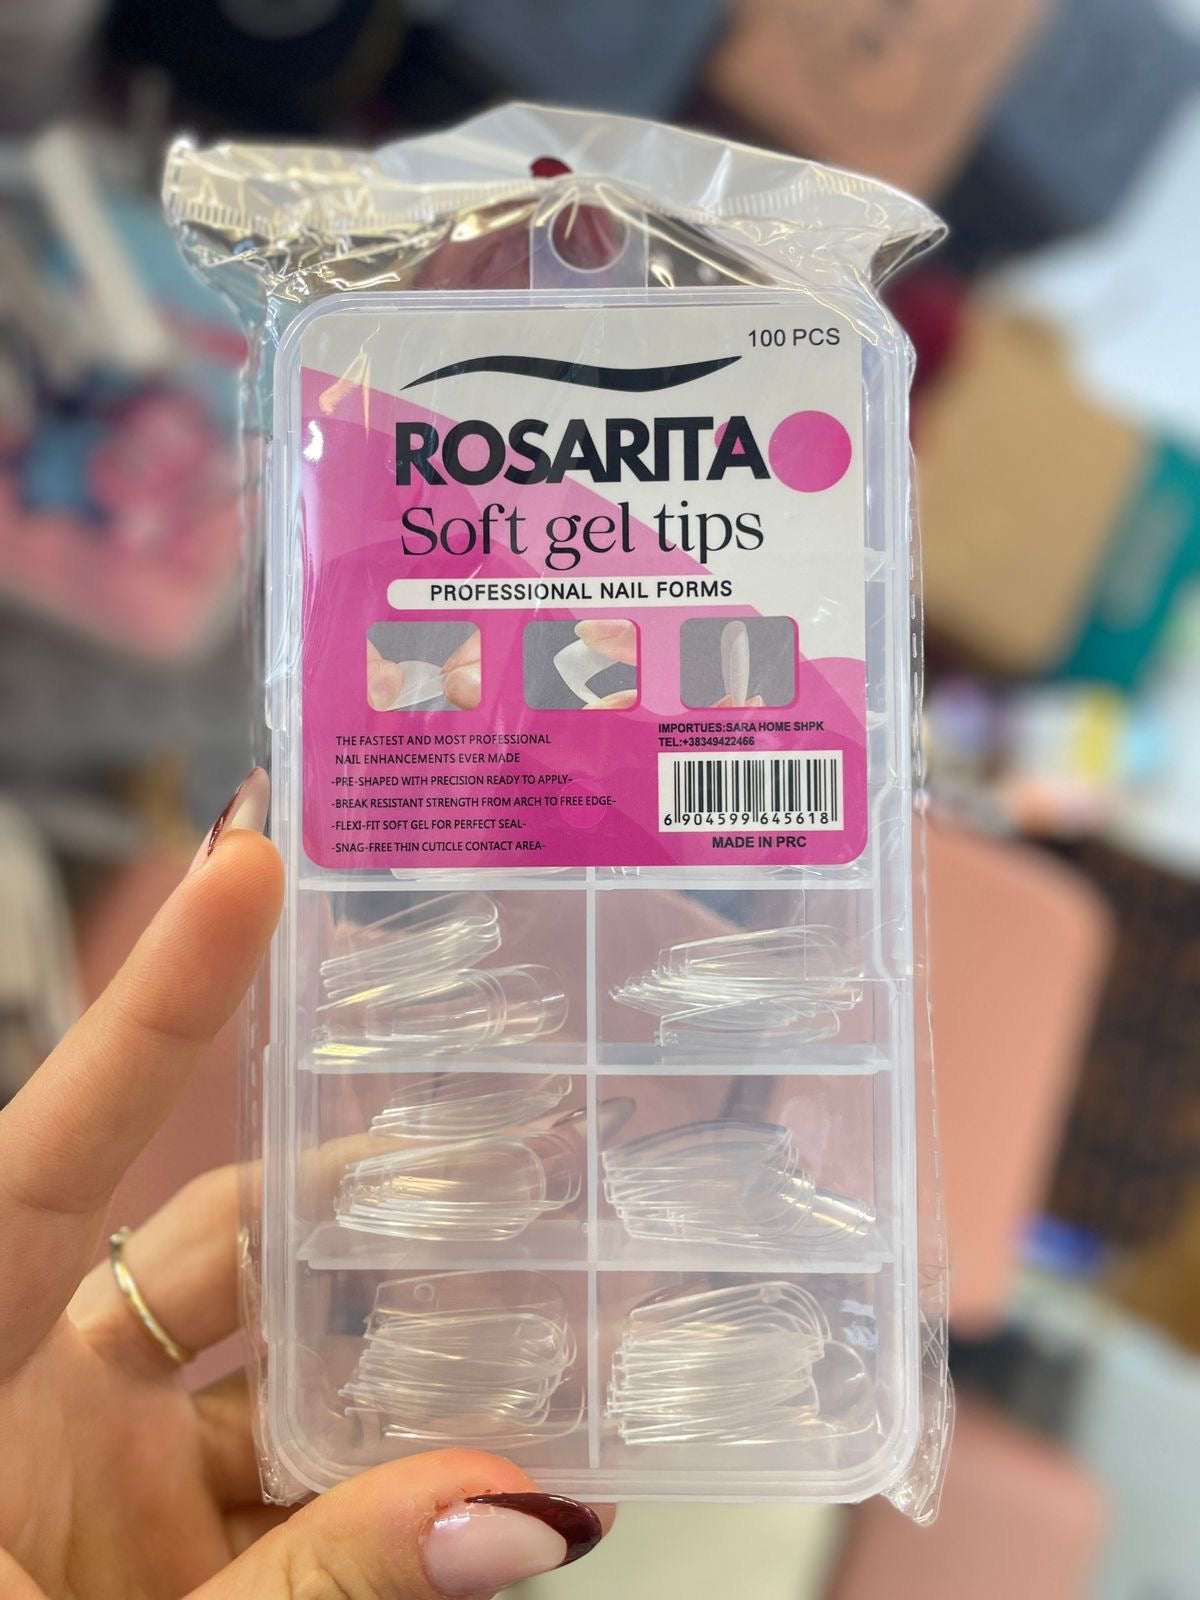 100 PCS
ROSARITA
Soft gel tips
PROFESSIONAL NAIL FORMS
THE FASTEST AND MOST PROFESSIONAL
NAIL ENHANCEMENTS EVER MADE
-PRE-SHAPED WITH PRECISION READY TO APPLY-
-BREAK RESISTANT STRENGTH FROM ARCH TO FREE EDGE-
-FLEXI-FIT SOFT GEL FOR PERFECT SEAL-
-SNAG-FREE THIN CUTICLE CONTACT AREA-
IMPORTUES:SARA HOME SHPK
TEL:+38349422466
6 904599 645618
MADE IN PRC